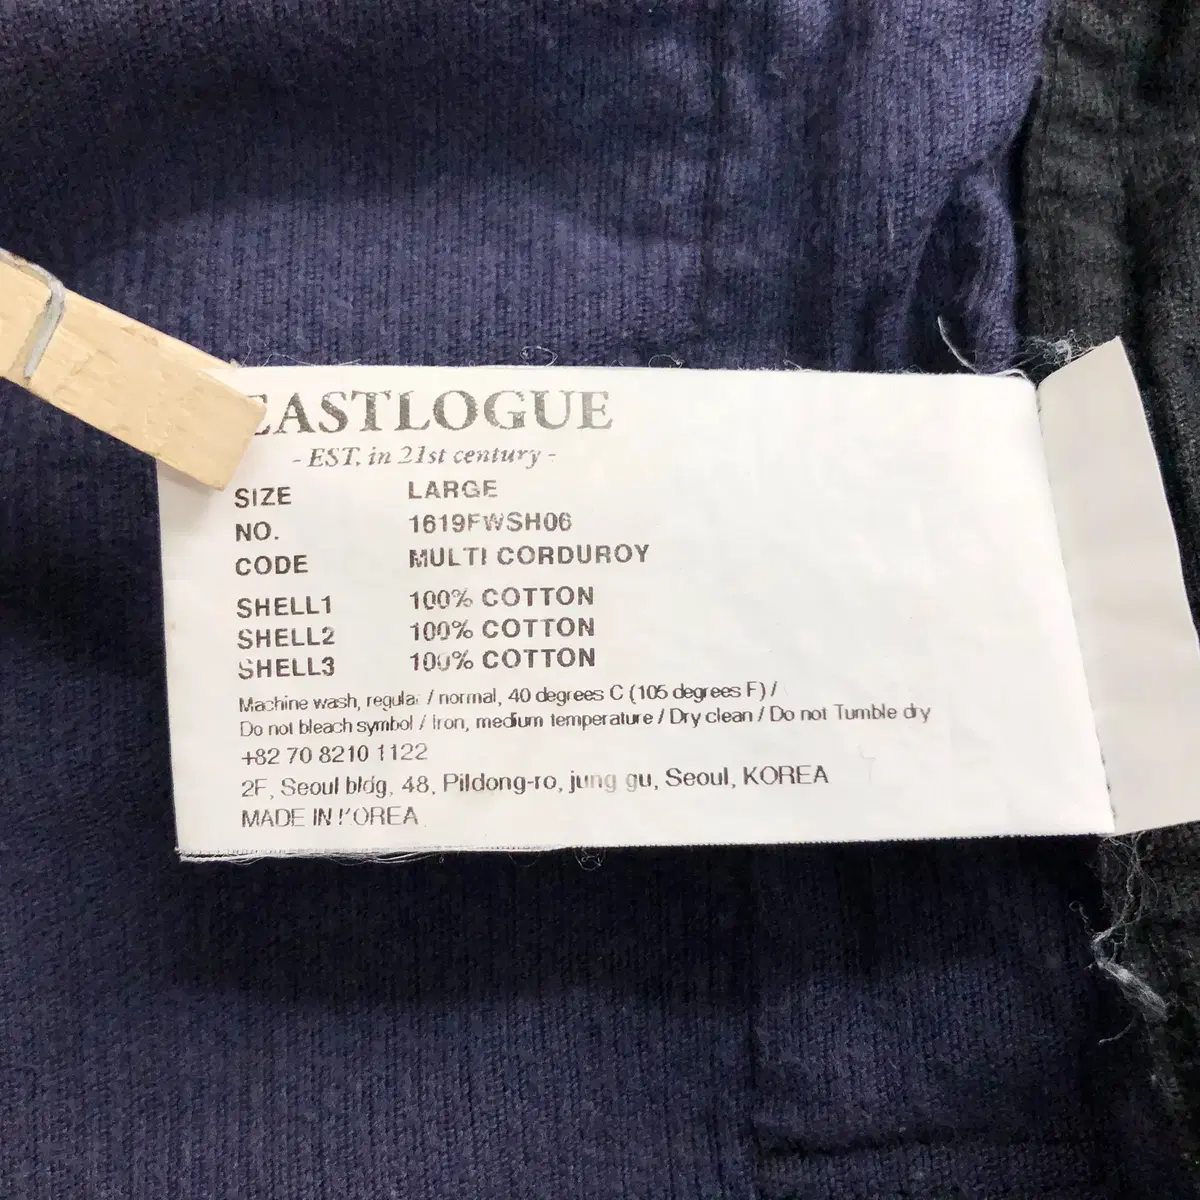 EASTLOGUE
- EST. in 21st century -
SIZE LARGE
NO. 1619FWSH06
CODE MULTI CORDUROY
SHELL1 100% COTTON
SHELL2 100% COTTON
SHELL3 100% COTTON
Machine wash, regular / normal, 40 degrees C (105 degrees F) /
Do not bleach symbol / Iron, medium temperature / Dry clean / Do not Tumble dry
+82 70 8210 1122
2F, Seoul bldg, 48, Pildong-ro, jung gu, Seoul, KOREA
MADE IN KOREA